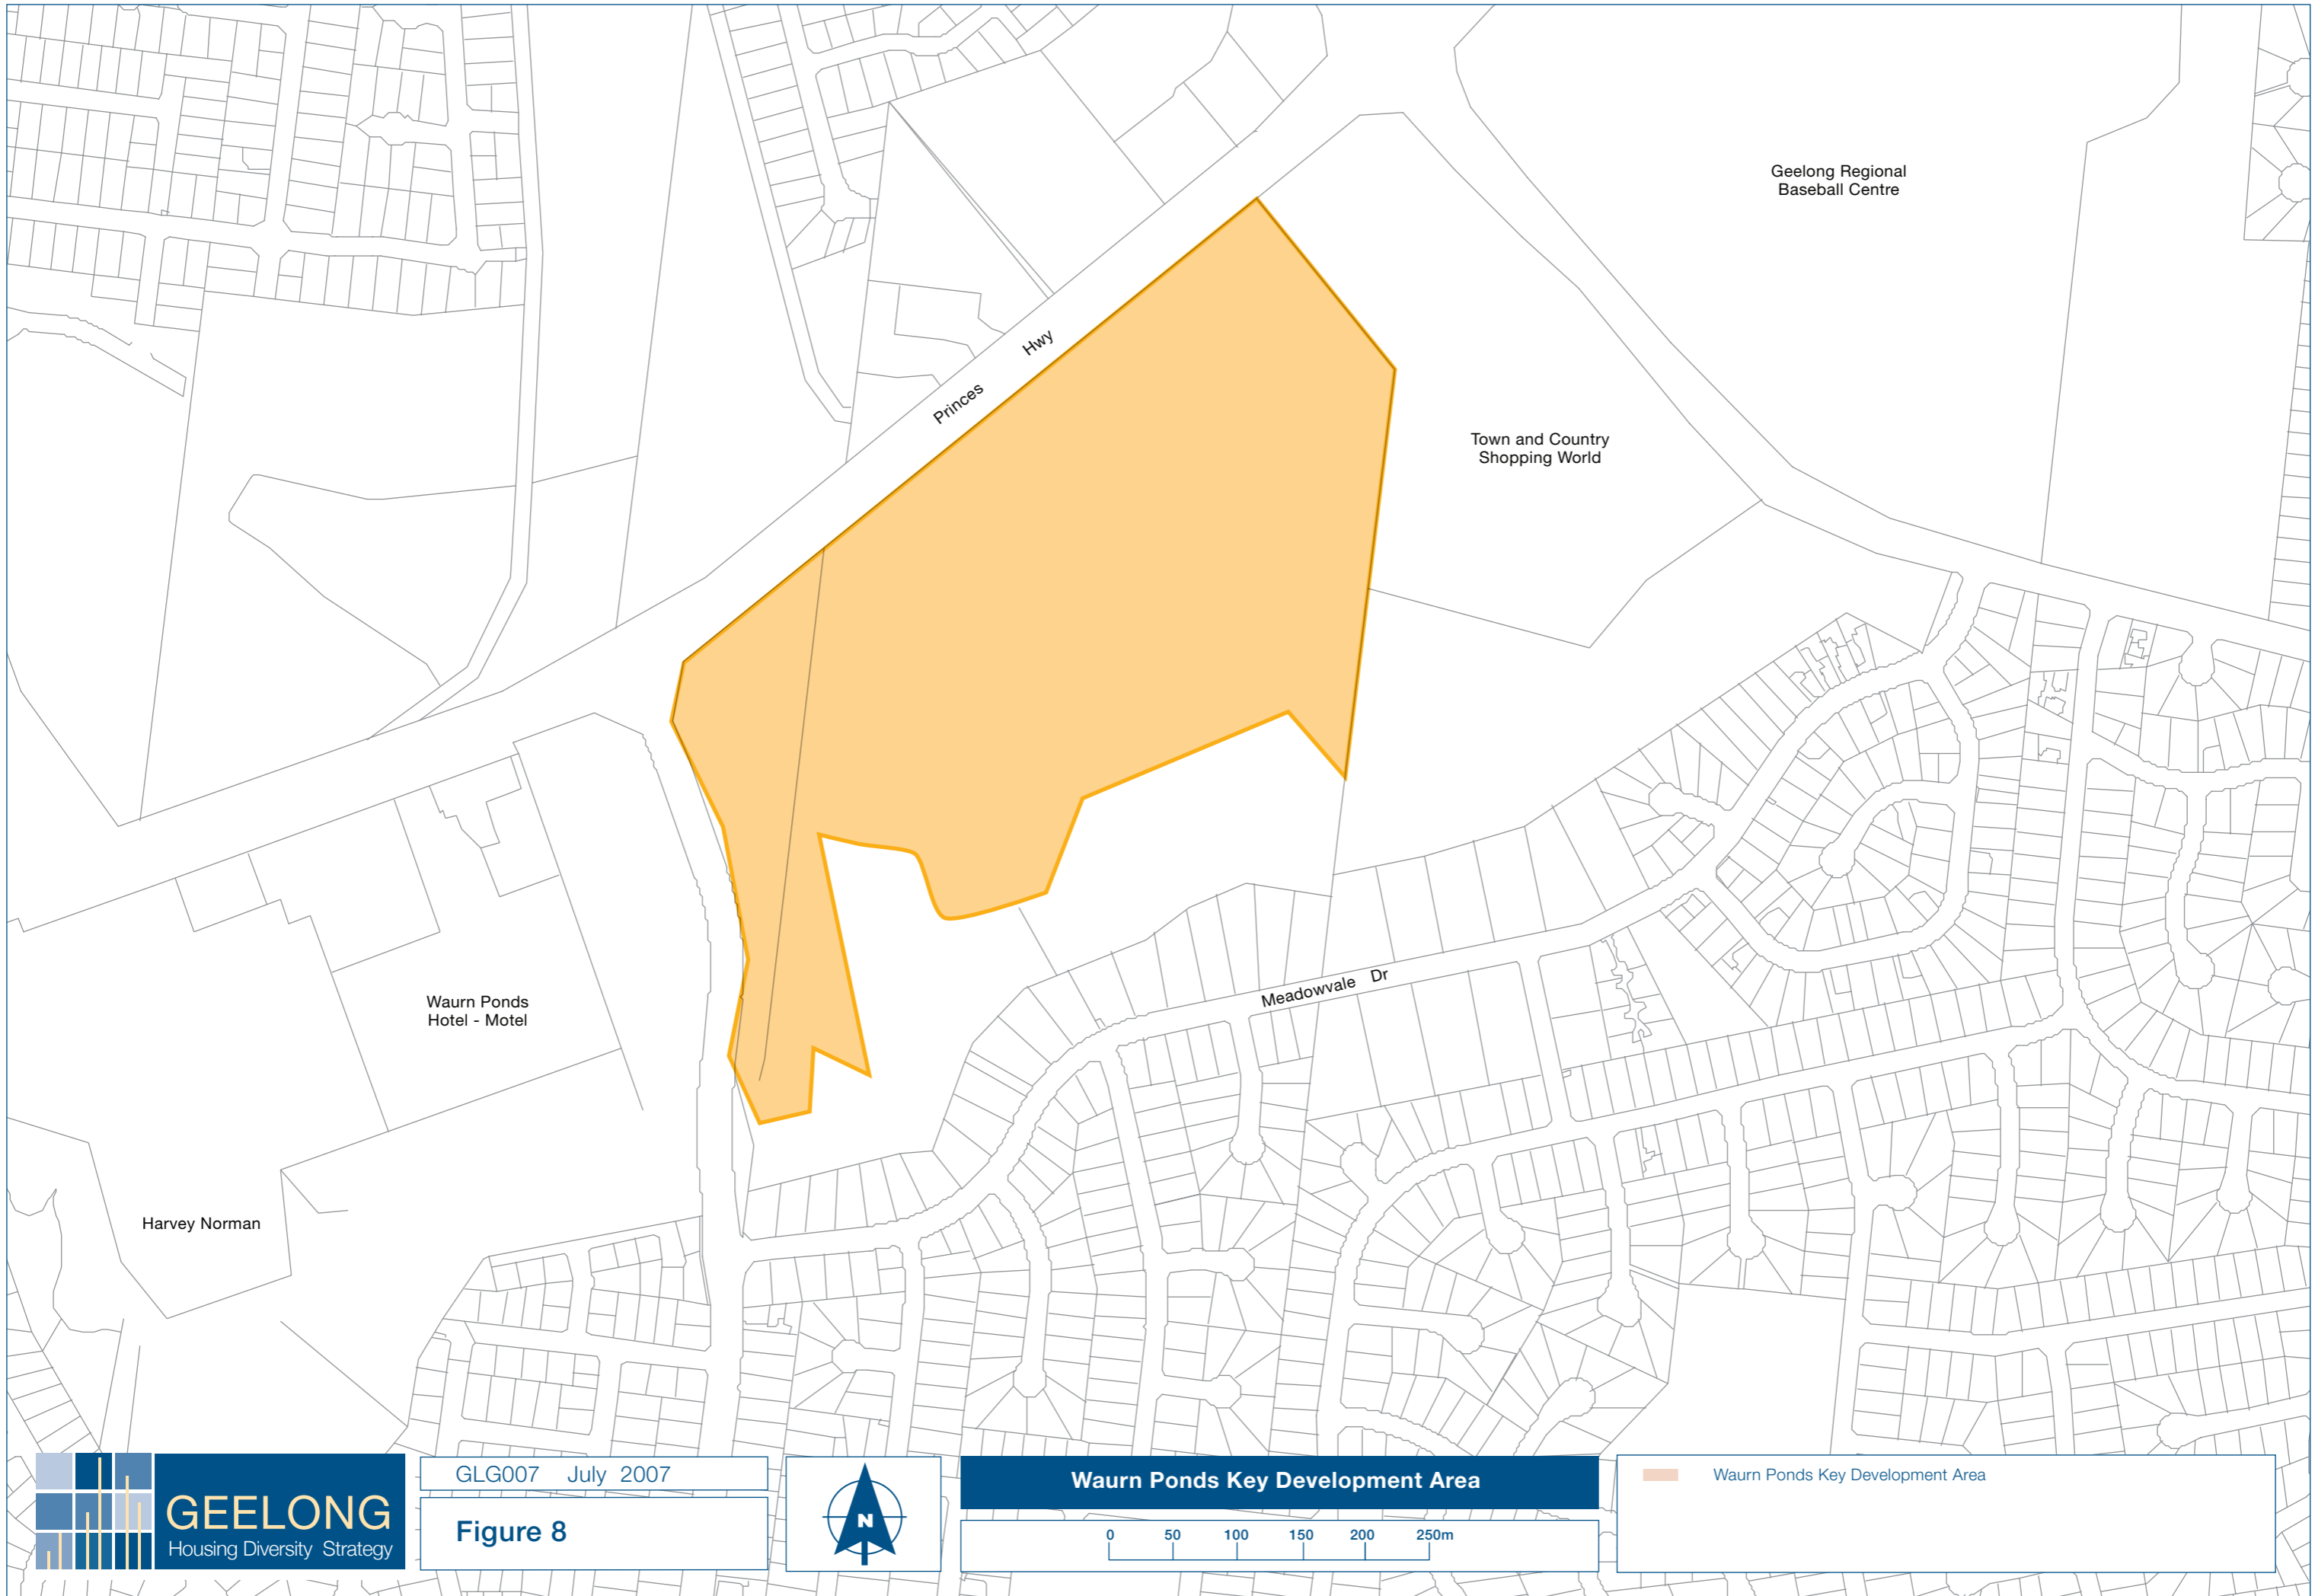 Geelong Regional
Baseball Centre
Princes Hwy
Town and Country
Shopping World
Waurn Ponds
Hotel - Motel
Meadowvale Dr
Harvey Norman
GEELONG
Housing Diversity Strategy
GLG007 July 2007
Figure 8
N
Waurn Ponds Key Development Area
0 50 100 150 200 250m
Waurn Ponds Key Development Area